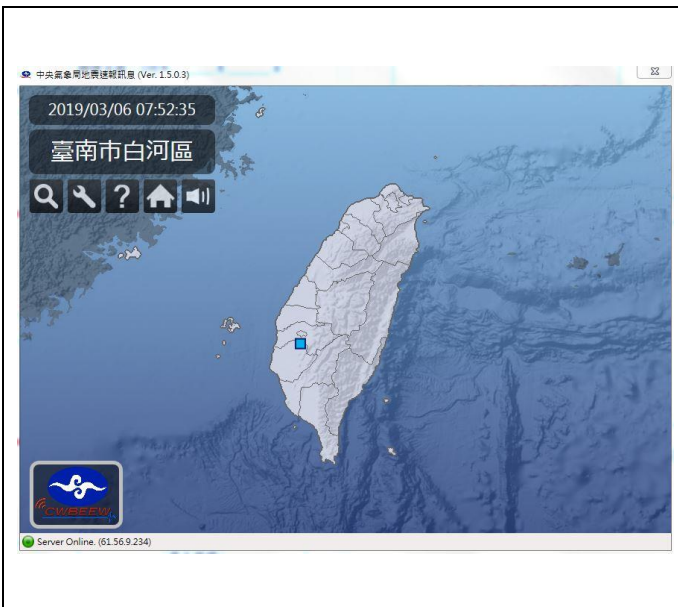 中央氣象局地震速報訊息 (Ver. 1.5.0.3)
2019/03/06 07:52:35
臺南市白河區
?
CWBEEW
Server Online. (61.56.9.234)